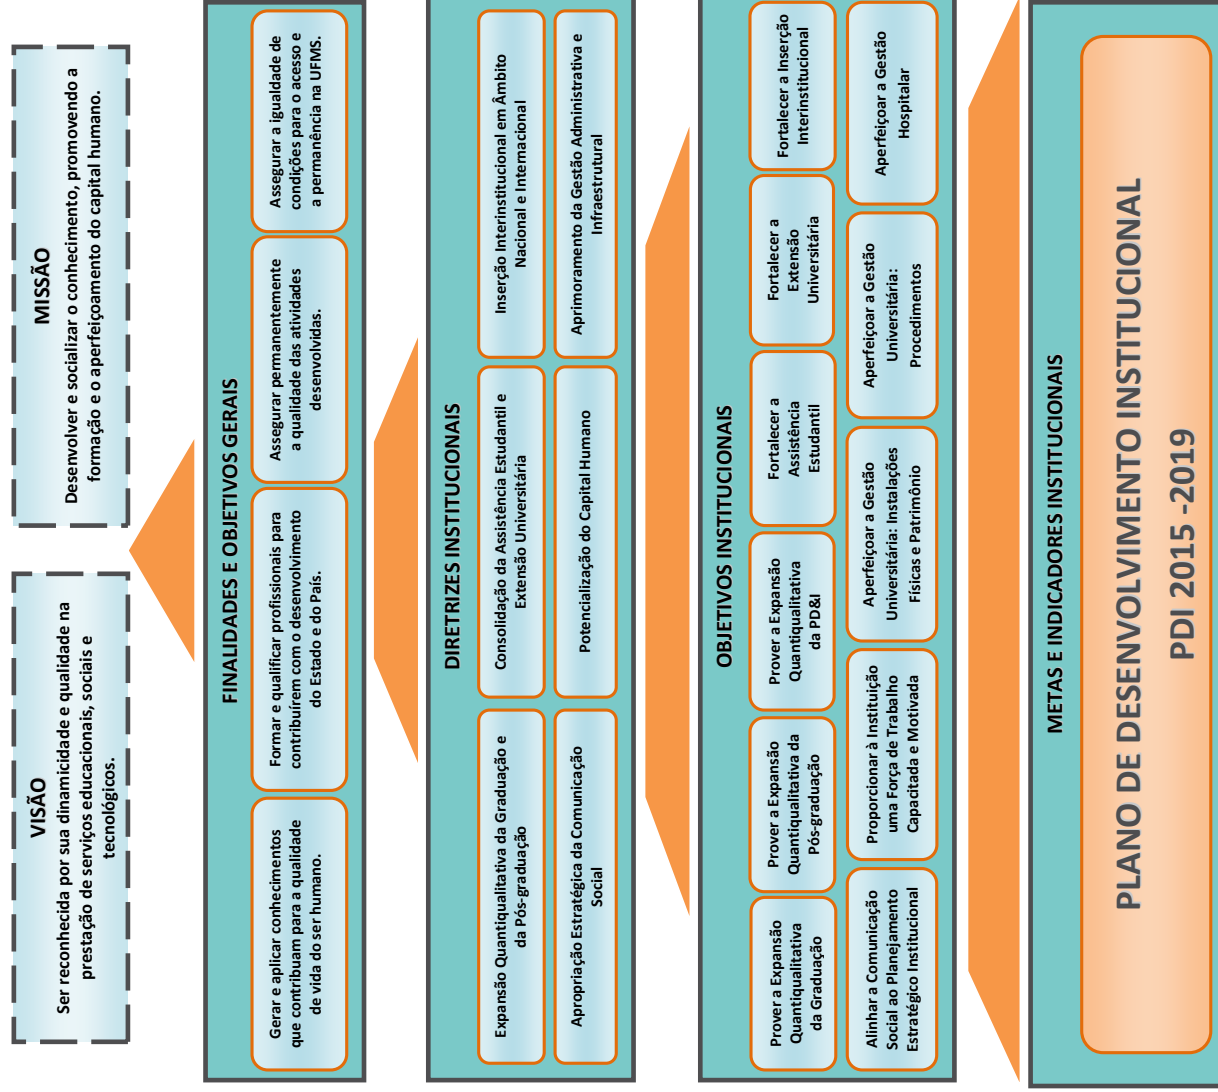 VISÃO
Ser reconhecida por sua dinamicidade e qualidade na
prestação de serviços educacionais, sociais e
tecnológicos.
MISSÃO
Desenvolver e socializar o conhecimento, promovendo a
formação e o aperfeiçoamento do capital humano.
FINALIDADES E OBJETIVOS GERAIS
Gerar e aplicar conhecimentos
que contribuam para a qualidade
de vida do ser humano.
Formar e qualificar profissionais para
contribuírem com o desenvolvimento
do Estado e do País.
Assegurar permanentemente
a qualidade das atividades
desenvolvidas.
Assegurar a igualdade de
condições para o acesso e
a permanência na UFMS.
DIRETRIZES INSTITUCIONAIS
Expansão Quantiqualitativa da Graduação e
da Pós-graduação
Consolidação da Assistência Estudantil e
Extensão Universitária
Inserção Interinstitucional em Âmbito
Nacional e Internacional
Apropriação Estratégica da Comunicação
Social
Potencialização do Capital Humano
Aprimoramento da Gestão Administrativa e
Infraestrutural
OBJETIVOS INSTITUCIONAIS
Prover a Expansão
Quantiqualitativa
da Graduação
Prover a Expansão
Quantiqualitativa da
Pós-graduação
Prover a Expansão
Quantiqualitativa
da PD&I
Fortalecer a
Assistência
Estudantil
Fortalecer a
Extensão
Universitária
Fortalecer a Inserção
Interinstitucional
Alinhar a Comunicação
Social ao Planejamento
Estratégico Institucional
Proporcionar à Instituição
uma Força de Trabalho
Capacitada e Motivada
Aperfeiçoar a Gestão
Universitária: Instalações
Físicas e Patrimônio
Aperfeiçoar a Gestão
Universitária:
Procedimentos
Aperfeiçoar a Gestão
Hospitalar
METAS E INDICADORES INSTITUCIONAIS
PLANO DE DESENVOLVIMENTO INSTITUCIONAL
PDI 2015 -2019